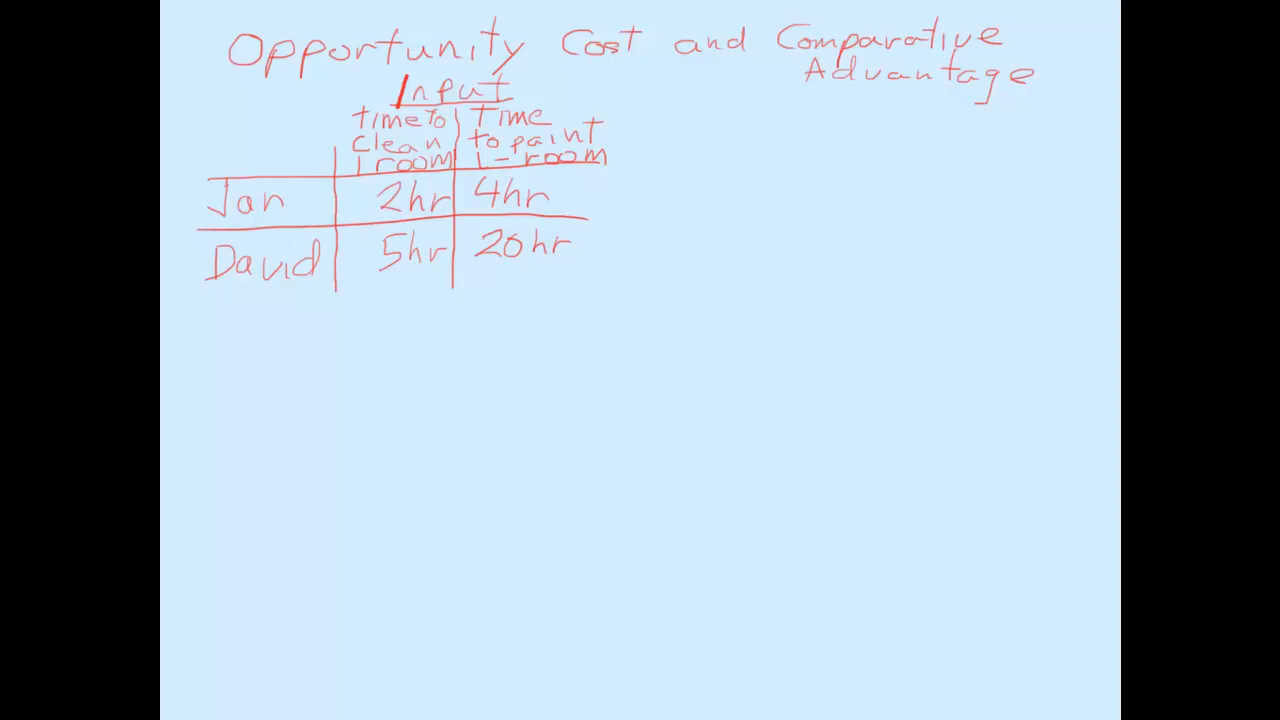 Opportunity Cost and Comparative
Advantage
Input
time to Time
clean to paint
1 room 1-room
Jan 2hr 4hr
David 5hr 20hr